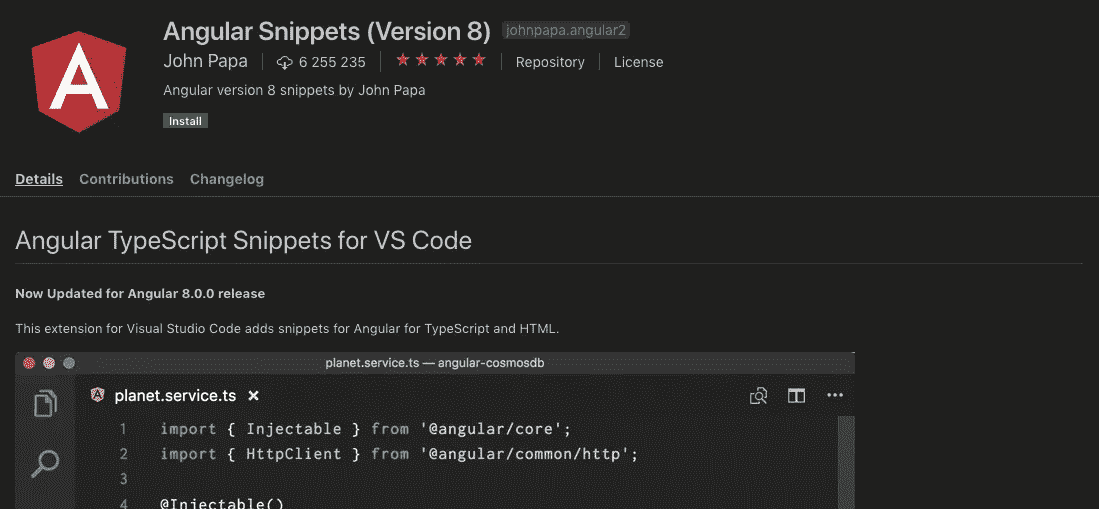 Angular Snippets (Version 8) johnpapa.angular2
John Papa 6 255 235 Repository License
Angular version 8 snippets by John Papa
Install
Details Contributions Changelog
Angular TypeScript Snippets for VS Code
Now Updated for Angular 8.0.0 release
This extension for Visual Studio Code adds snippets for Angular for TypeScript and HTML.
planet.service.ts — angular-cosmosdb
planet.service.ts ×
1 import { Injectable } from '@angular/core';
2 import { HttpClient } from '@angular/common/http';
3
4 @Injectable()